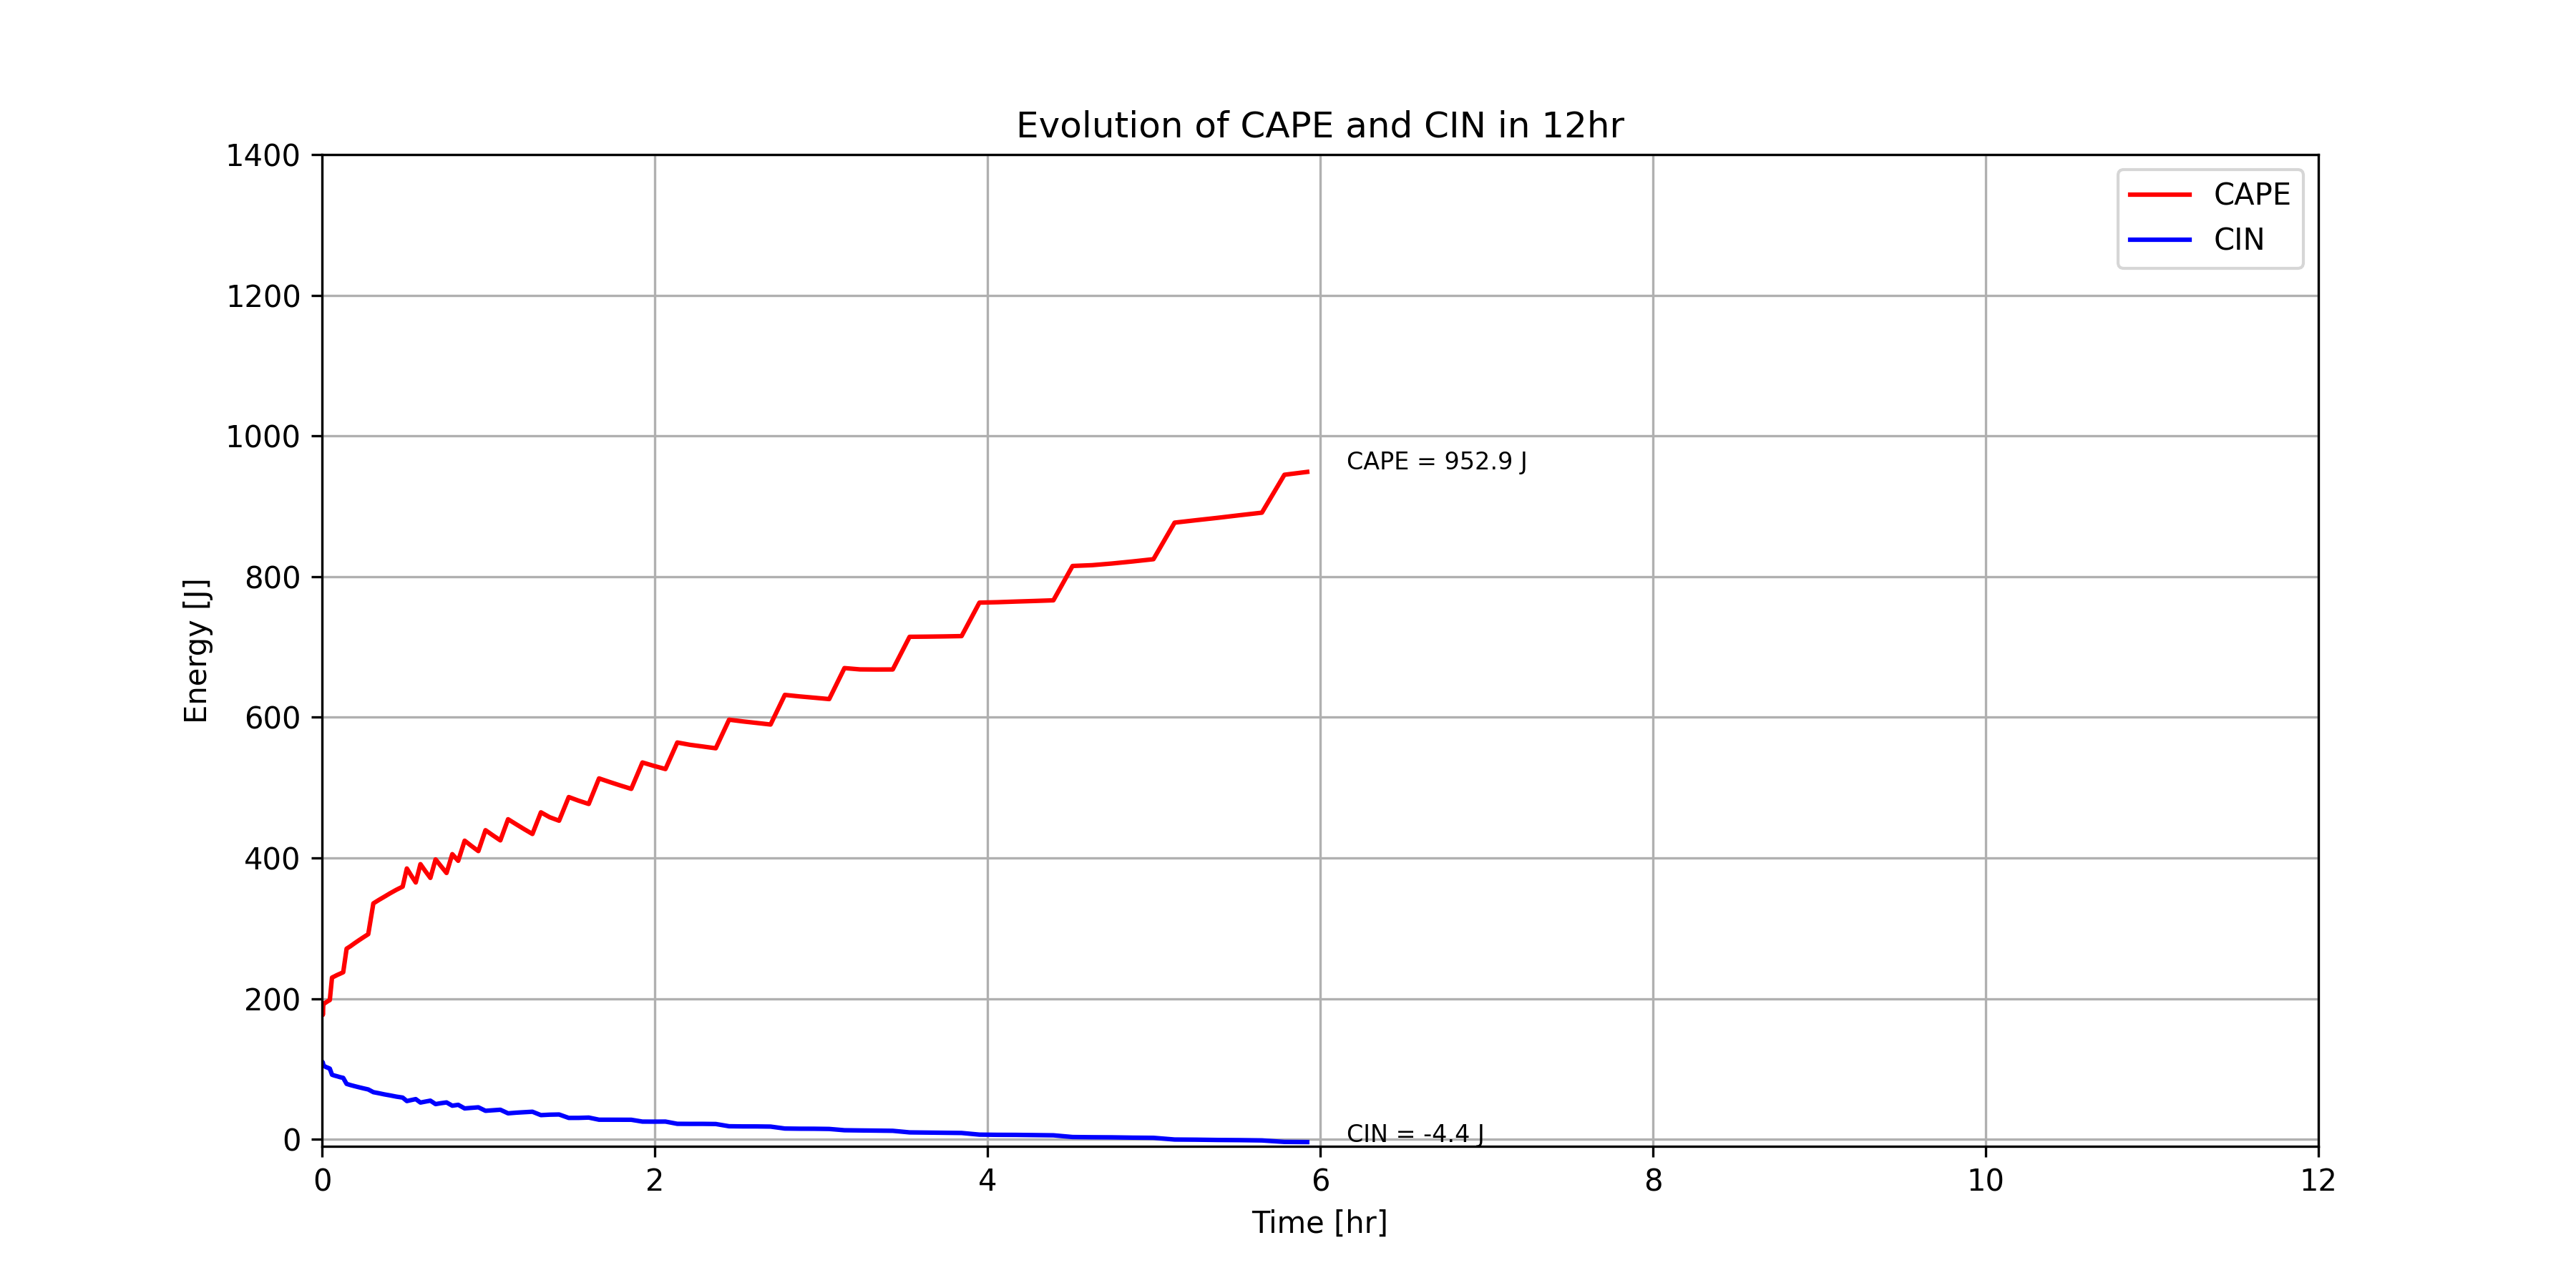 Evolution of CAPE and CIN in 12hr
1400
1200
1000
800
600
400
200
0
Energy [J]
CAPE
CIN
CAPE = 952.9 J
CIN = -4.4 J
0 2 4 6 8 10 12
Time [hr]